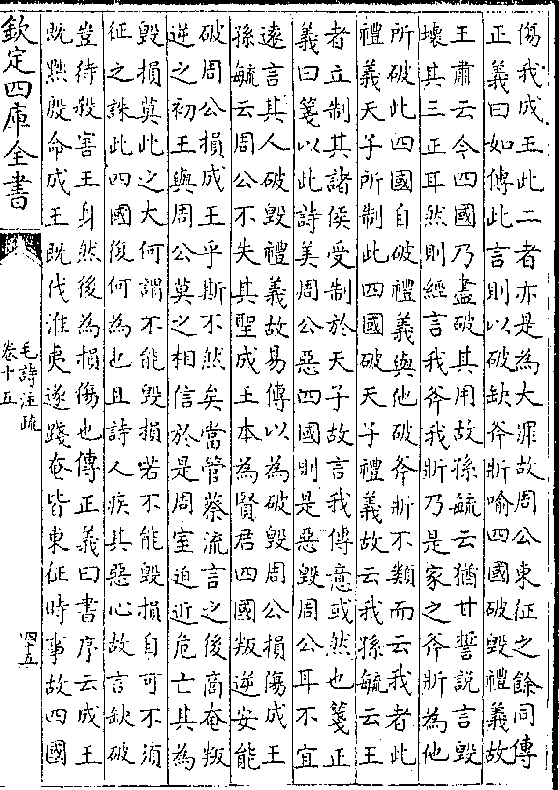 傷我成王此二者亦是為大罪故周公東征之餘同傳
正義曰如傳此言則以破缺斧斨喻四國破毀禮義故
王肅云今四國乃盡破其用故孫毓云猶甘誓說言毀
壞其三正耳然則經言我斧我斨乃是家之斧斨為他
所破此四國自破禮義與他破斧斨不類而云我者此
禮義天子所制此四國破天子禮義故云我孫毓云王
者立制其諸侯受制於天子故言我傳意或然也箋正
義曰箋以此詩美周公惡四國則是惡毀周公耳不宜
遠言其人破毀禮義故易傳以為破毀周公損傷成王
孫毓云周公不失其聖成王本為賢君四國叛逆安能
破周公損成王乎斯不然矣當管蔡流言之後商奄叛
逆之初王與周公莫之相信於是周室迫近危亡其為
毀損莫此之大何謂不能毀損若不能毀損自可不須
征之誅此四國復何為也且詩人疾其惡心故言缺破
豈待殺害王身然後為損傷也傳正義曰書序云成王
既黜殷命成王既伐淮夷遂踐奄皆東征時事故四國
欽定四庫全書
毛詩注疏
卷十五
四十五